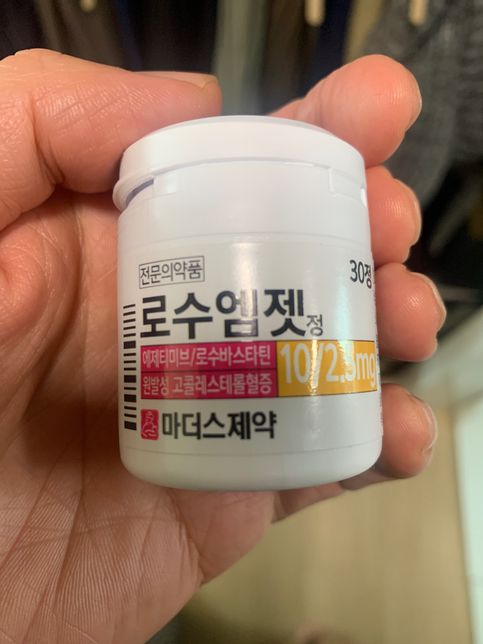 전문의약품
30정
로수엠젯정
에제티미브/로수바스타틴
원발성 고콜레스테롤혈증
10/2.5mg
마더스제약